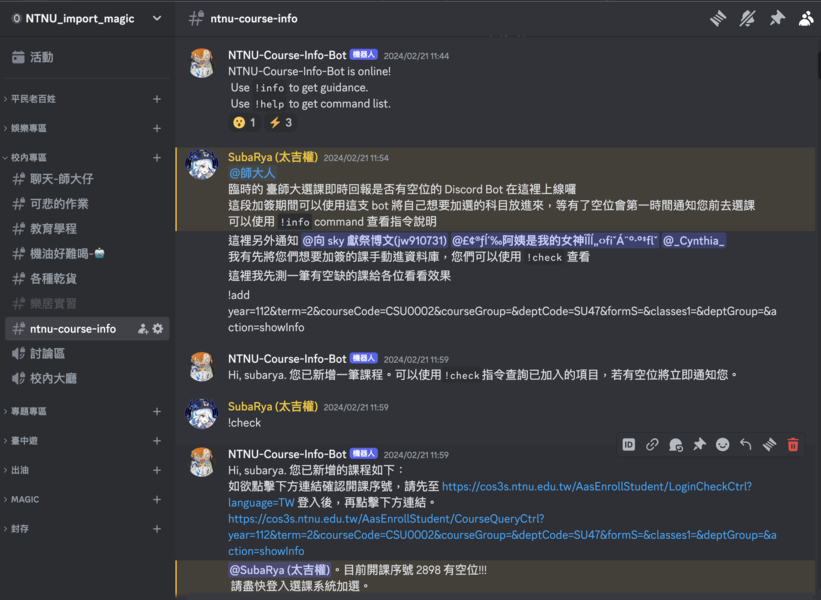 NTNU_import_magic
ntnu-course-info
活動
平民老百姓
娛樂專區
校內專區
聊天-師大仔
可悲的作業
教育學程
機油好難喝-
各種乾貨
樂居實習
ntnu-course-info
討論區
校內大廳
專題專區
臺中遊
出油
MAGIC
封存
NTNU-Course-Info-Bot 機器人 2024/02/21 11:44
NTNU-Course-Info-Bot is online!
Use !info to get guidance.
Use !help to get command list.
1 3
SubaRya (太吉權) 2024/02/21 11:54
@師大人
臨時的 臺師大選課即時回報是否有空位的 Discord Bot 在這裡上線囉
這段加簽期間可以使用這支 bot 將自己想要加選的科目放進來，等有了空位會第一時間通知您前去選課
可以使用 !info command 查看指令說明
這裡另外通知 @向 sky 獻祭博文(jw910731) 阿姨是我的女神 @_Cynthia_
我有先將您們想要加簽的課手動進資料庫，您們可以使用 !check 查看
這裡我先測一筆有空缺的課給各位看看效果
!add
year=112&term=2&courseCode=CSU0002&courseGroup=&deptCode=SU47&formS=&classes1=&deptGroup=&a
ction=showInfo
NTNU-Course-Info-Bot 機器人 2024/02/21 11:59
Hi, subarya. 您已新增一筆課程。可以使用 !check 指令查詢已加入的項目，若有空位將立即通知您。
SubaRya (太吉權) 2024/02/21 11:59
!check
NTNU-Course-Info-Bot 機器人 2024/02/21 11:59
ID
Hi, subarya. 您已新增的課程如下：
如欲點擊下方連結確認開課序號，請先至 https://cos3s.ntnu.edu.tw/AasEnrollStudent/LoginCheckCtrl?
language=TW 登入後，再點擊下方連結。
https://cos3s.ntnu.edu.tw/AasEnrollStudent/CourseQueryCtrl?
year=112&term=2&courseCode=CSU0002&courseGroup=&deptCode=SU47&formS=&classes1=&deptGroup=&a
ction=showInfo
@SubaRya (太吉權)。目前開課序號 2898 有空位!!!
請盡快登入選課系統加選。